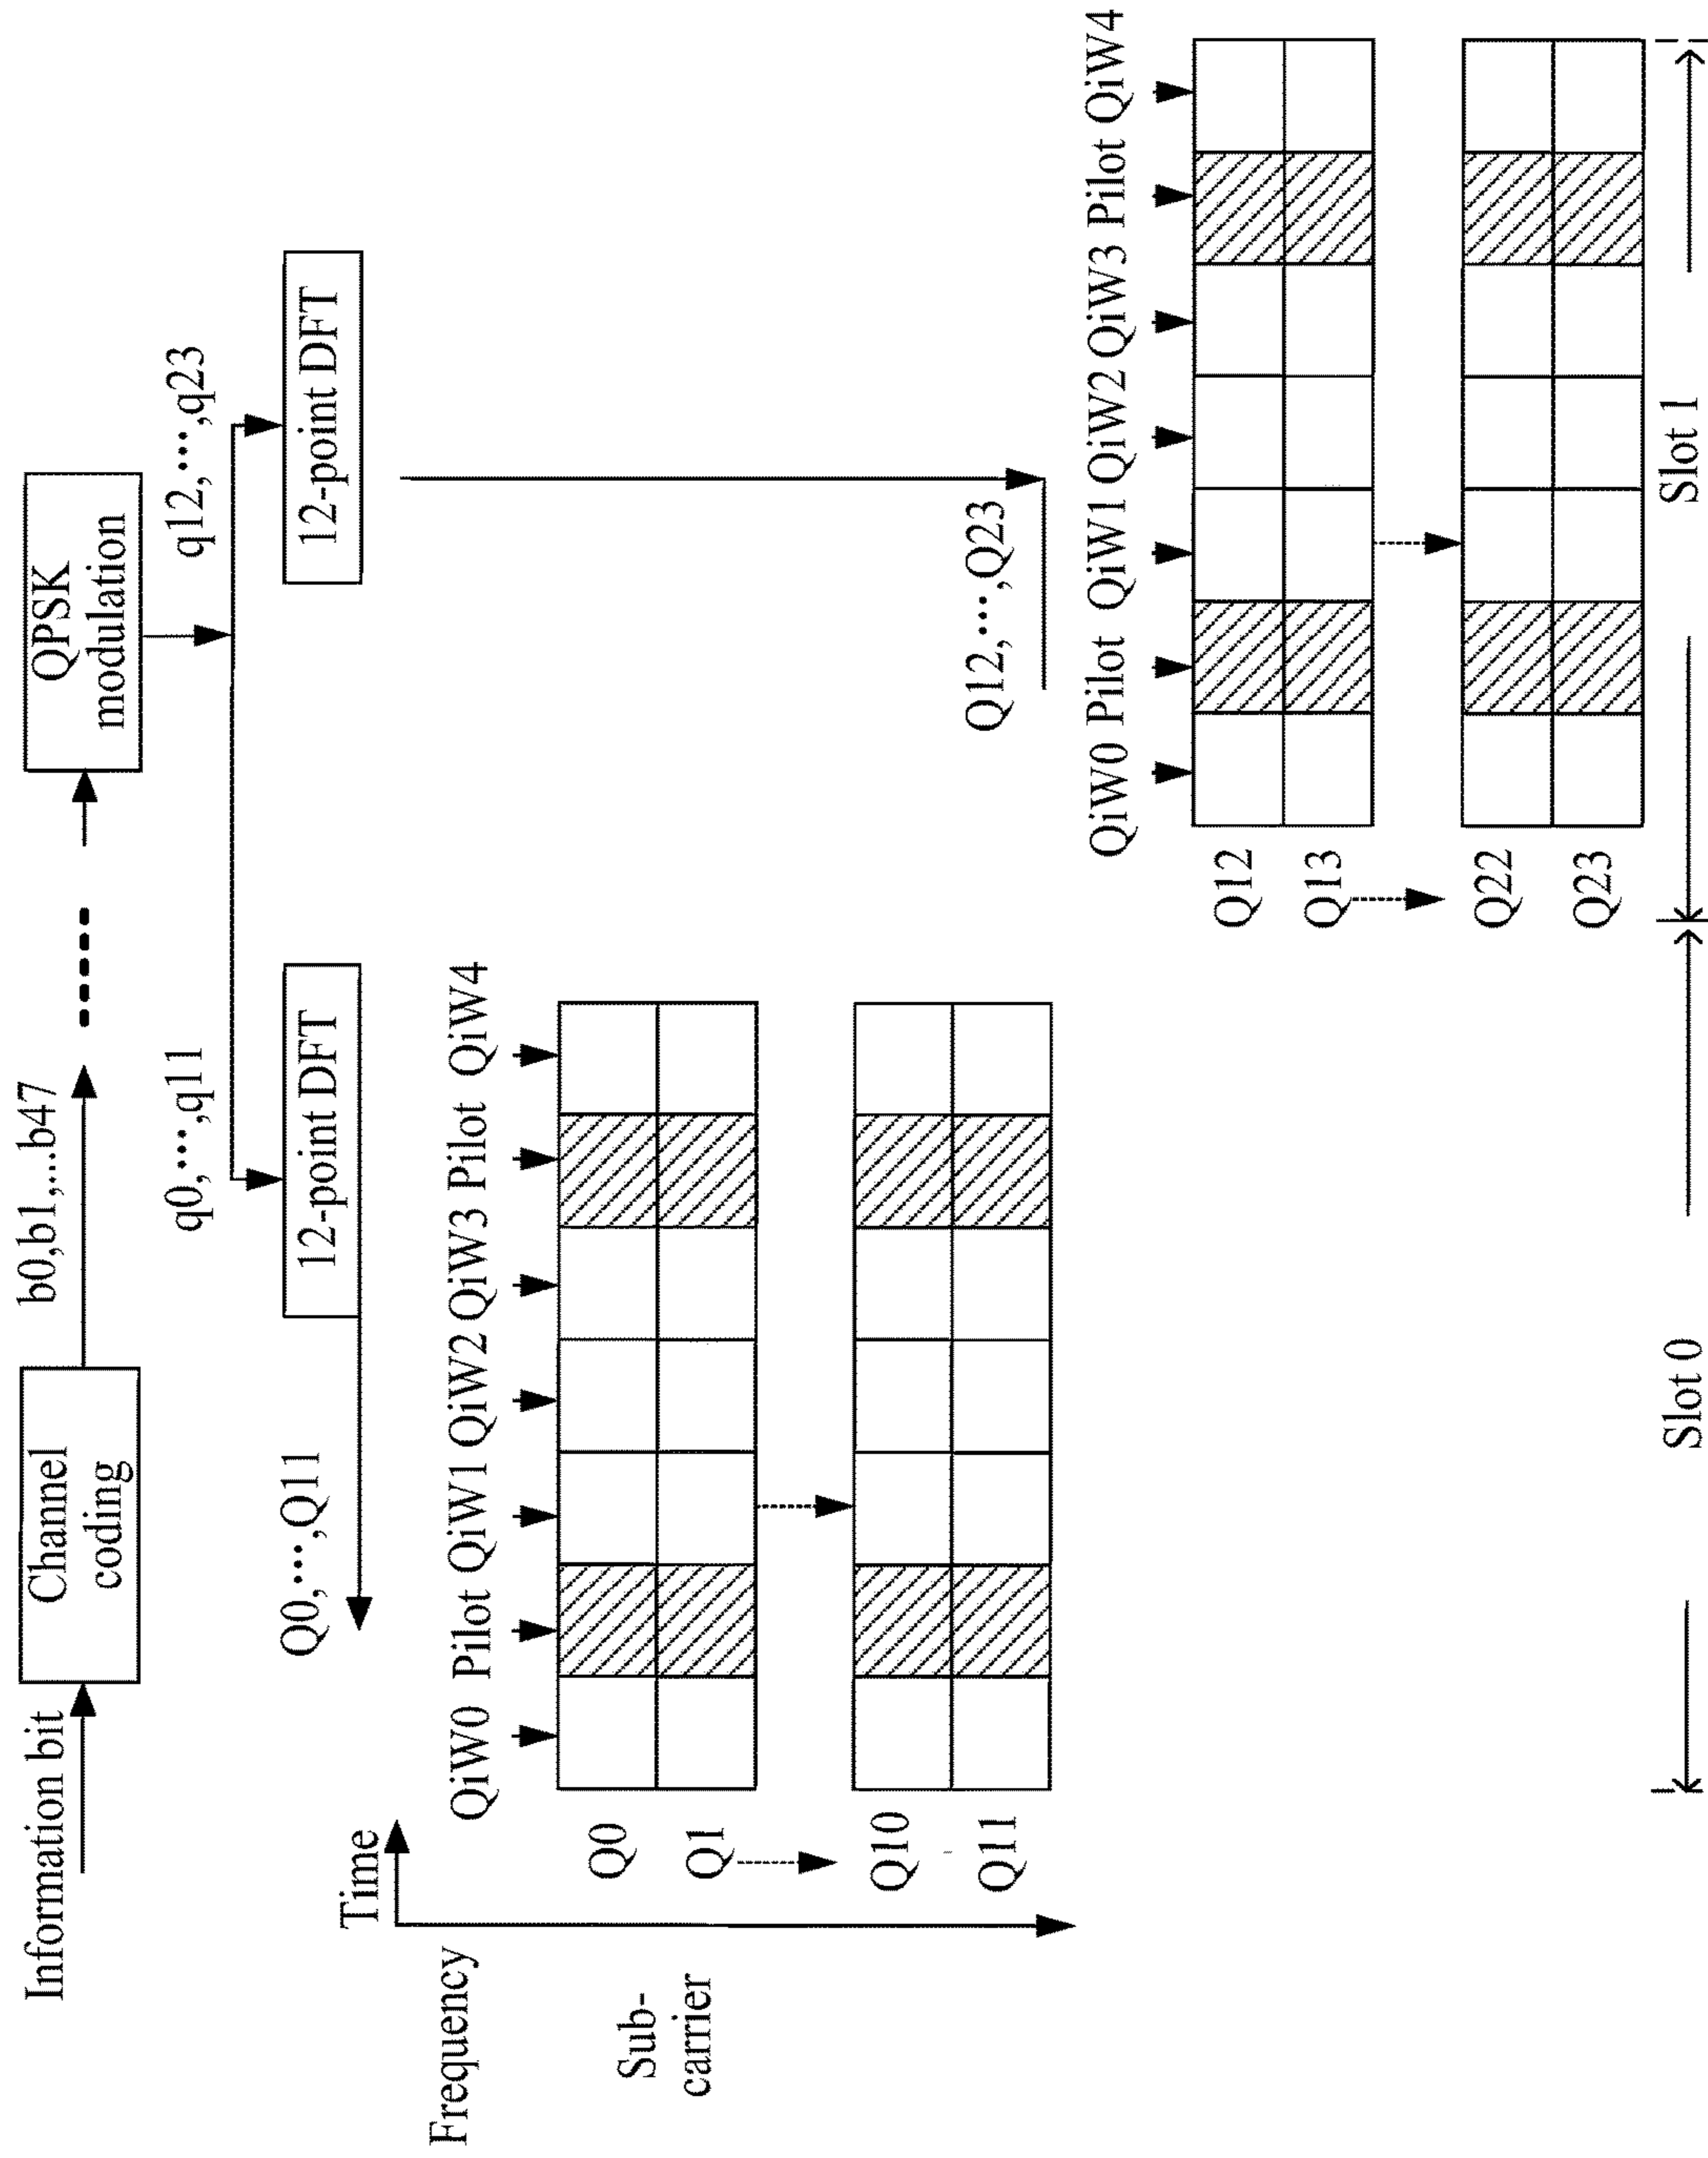 Information bit
Channel
coding
b0,b1,...b47
QPSK
modulation
q0,···,q11
q12,···,q23
Q0,···,Q11
12-point DFT
12-point DFT
Time
Frequency
Sub-
carrier
QiW0 Pilot QiW1 QiW2 QiW3 Pilot QiW4
Q0
Q1
Q10
Q11
Q12,···,Q23
QiW0 Pilot QiW1 QiW2 QiW3 Pilot QiW4
Q12
Q13
Q22
Q23
Slot 0
Slot 1